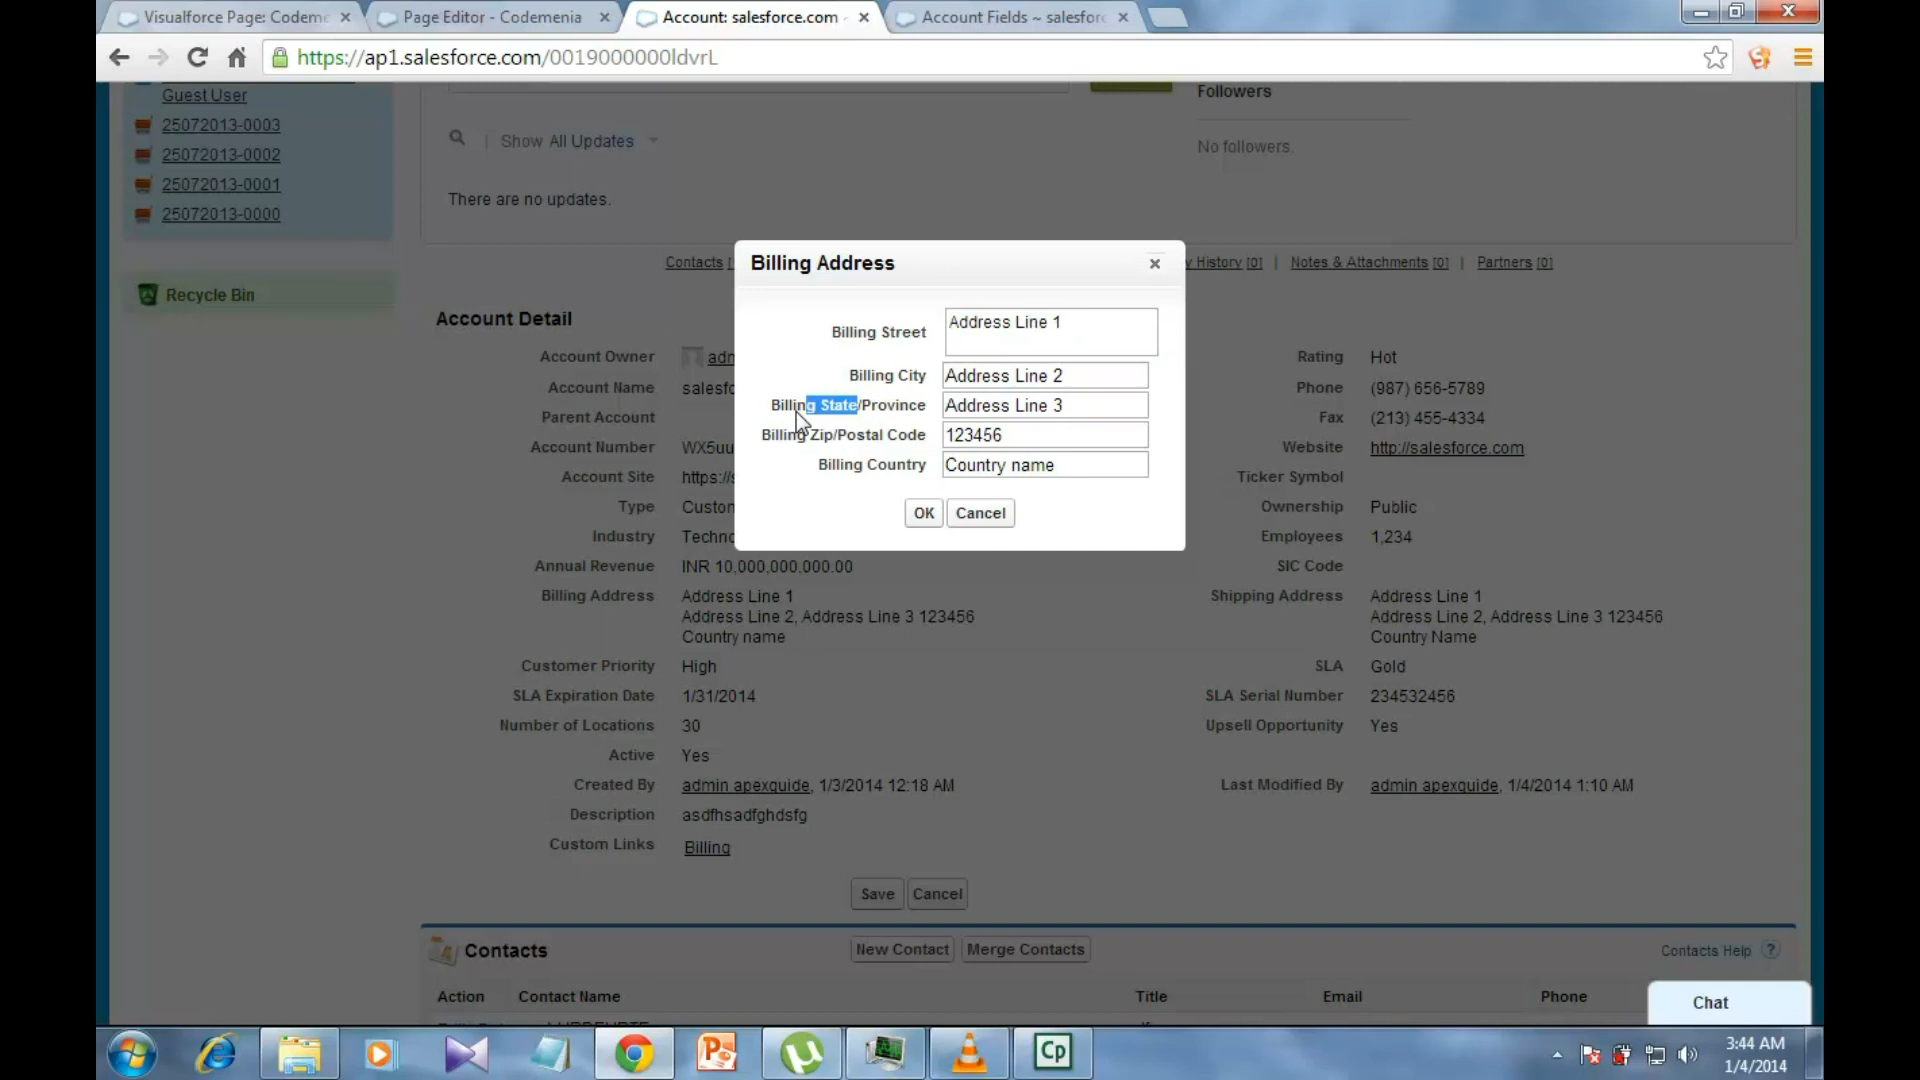 Visualforce Page: Codeme
Page Editor - Codemenia
Account: salesforce.com
Account Fields ~ salesforc
https://ap1.salesforce.com/0019000000ldvrL
Guest User
25072013-0003
25072013-0002
25072013-0001
25072013-0000
Recycle Bin
Show All Updates
There are no updates.
Followers
No followers.
Contacts [
y History [0] | Notes & Attachments [0] | Partners [0]
Billing Address
Billing Street Address Line 1
Billing City Address Line 2
Billing State/Province Address Line 3
Billing Zip/Postal Code 123456
Billing Country Country name
OK Cancel
Account Detail
Account Owner adn
Rating Hot
Account Name salesfo
Phone (987) 656-5789
Parent Account
Fax (213) 455-4334
Account Number WX5uu
Website http://salesforce.com
Account Site https://s
Ticker Symbol
Type Custon
Ownership Public
Industry Techno
Employees 1,234
Annual Revenue INR 10,000,000,000.00
SIC Code
Billing Address Address Line 1
Address Line 2, Address Line 3 123456
Country name
Shipping Address Address Line 1
Address Line 2, Address Line 3 123456
Country Name
Customer Priority High
SLA Gold
SLA Expiration Date 1/31/2014
SLA Serial Number 234532456
Number of Locations 30
Upsell Opportunity Yes
Active Yes
Created By admin apexguide, 1/3/2014 12:18 AM
Last Modified By admin apexguide, 1/4/2014 1:10 AM
Description asdfhsadfghdsfg
Custom Links Billing
Save Cancel
Contacts
New Contact Merge Contacts
Contacts Help ?
Action Contact Name Title Email Phone
Chat
Cp
3:44 AM
1/4/2014